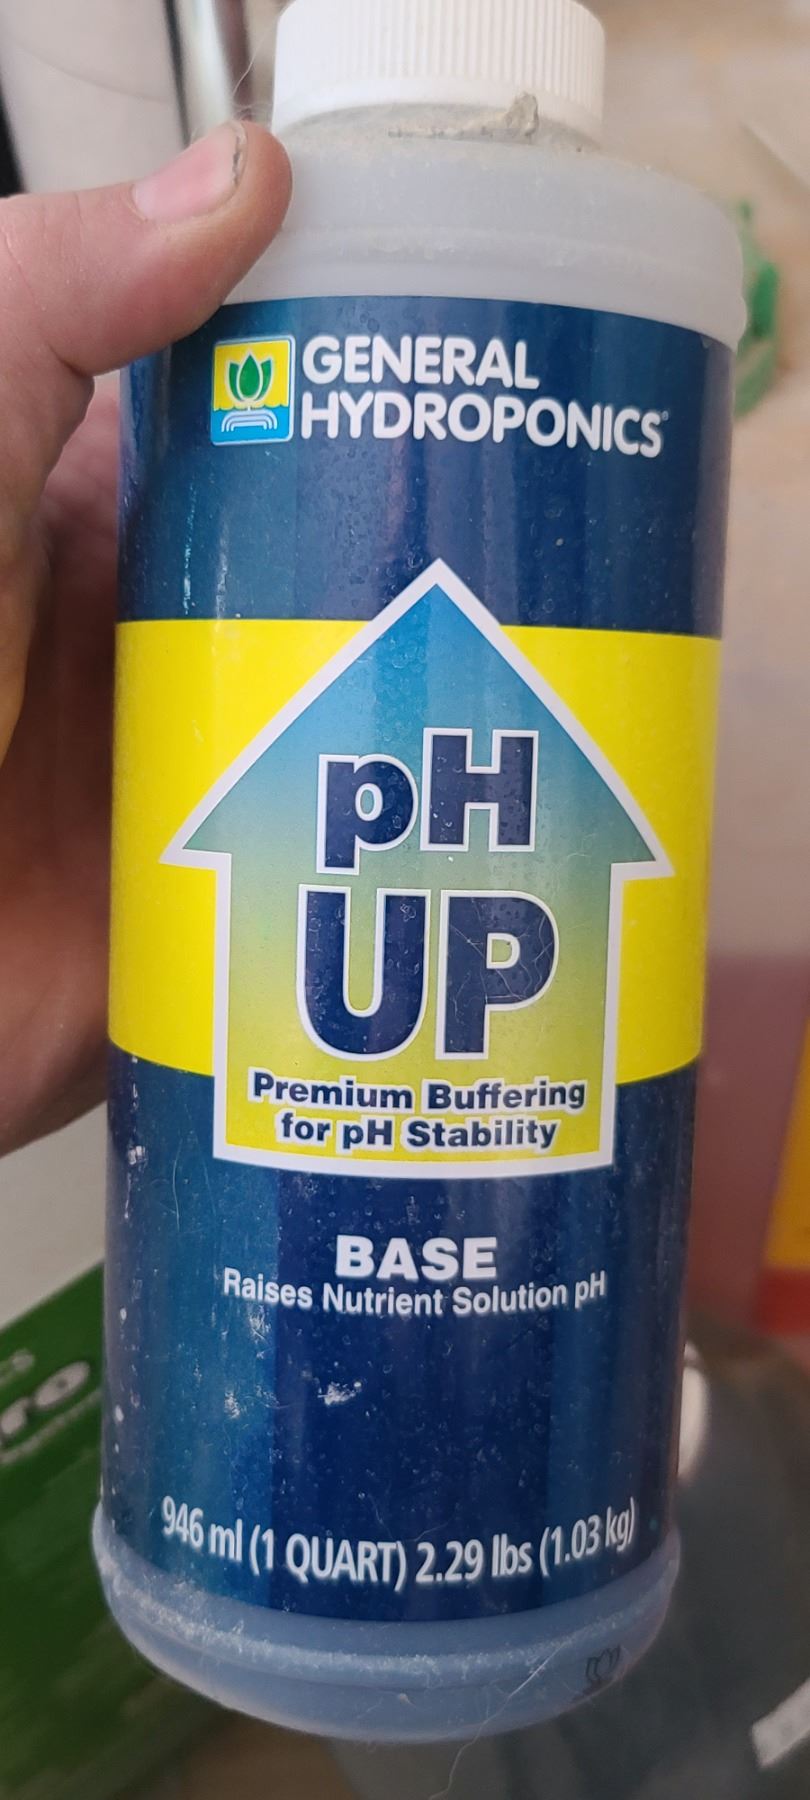 GENERAL
HYDROPONICS®
pH
UP
Premium Buffering
for pH Stability
BASE
Raises Nutrient Solution pH
946 ml (1 QUART) 2.29 lbs (1.03 kg)